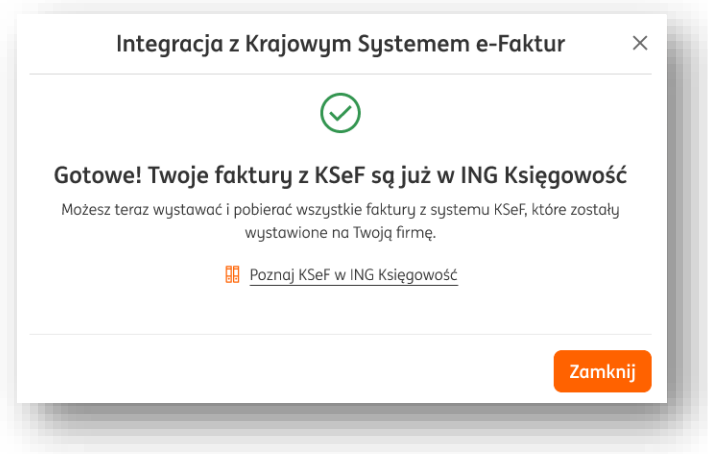 Integracja z Krajowym Systemem e-Faktur
Gotowe! Twoje faktury z KSeF są już w ING Księgowość
Możesz teraz wystawać i pobierać wszystkie faktury z systemu KSeF, które zostały
wystawione na Twoją firmę.
Poznaj KSeF w ING Księgowość
Zamknij